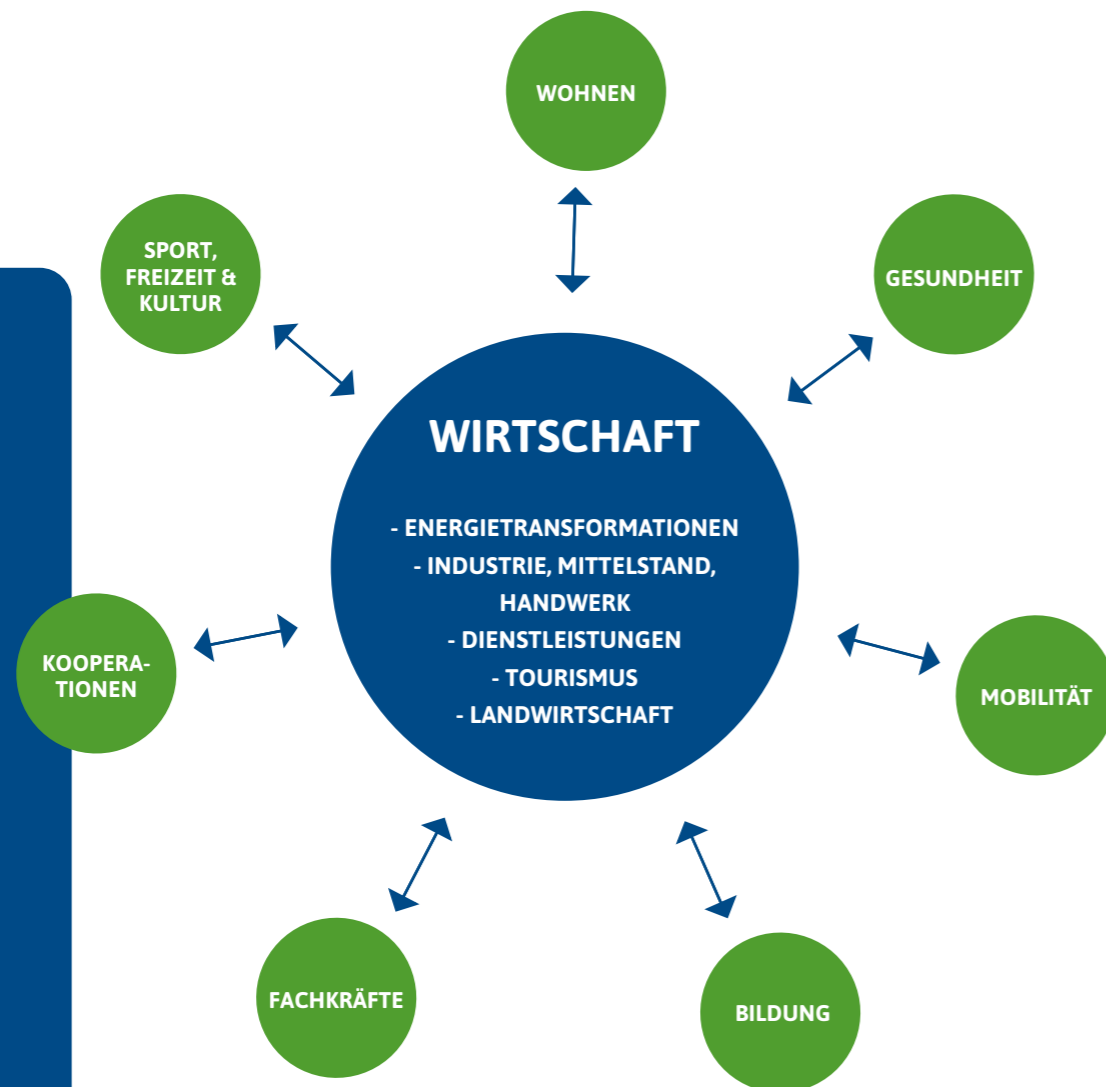 WOHNEN
SPORT,
FREIZEIT &
KULTUR
GESUNDHEIT
WIRTSCHAFT
- ENERGIETRANSFORMATIONEN
- INDUSTRIE, MITTELSTAND,
HANDWERK
- DIENSTLEISTUNGEN
- TOURISMUS
- LANDWIRTSCHAFT
KOOPERA-
TIONEN
MOBILITÄT
FACHKRÄFTE
BILDUNG